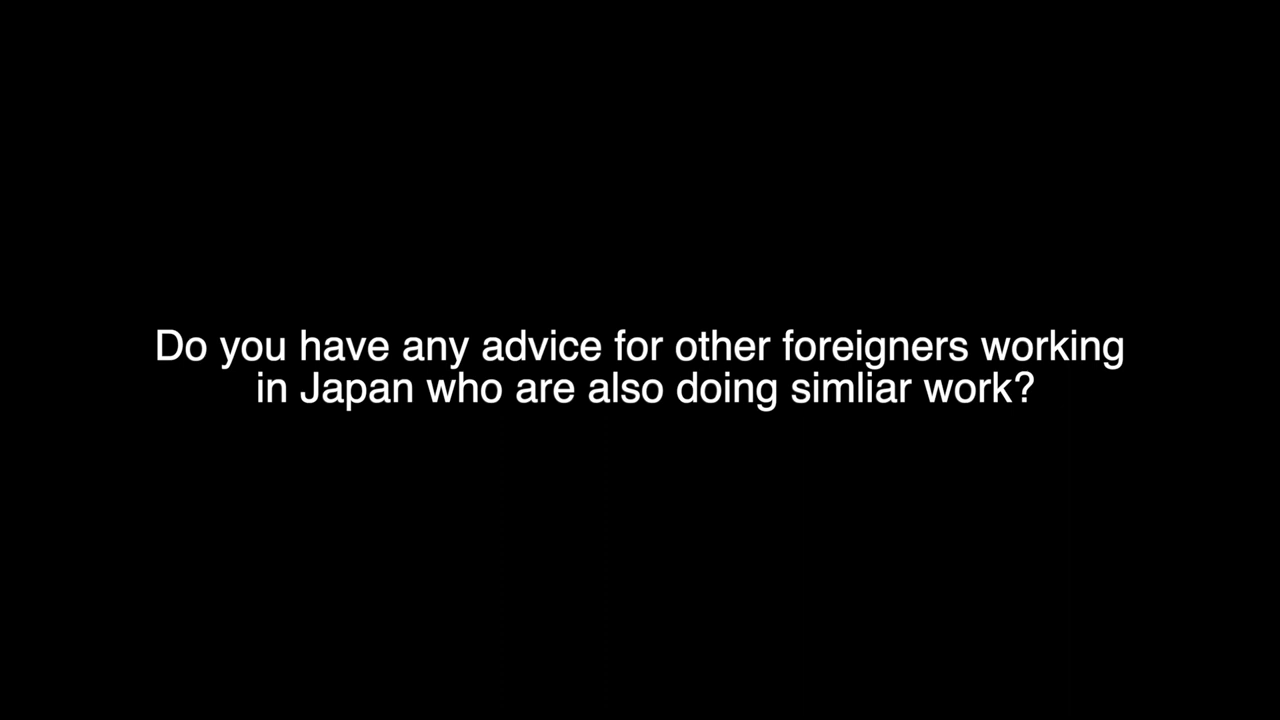 Do you have any advice for other foreigners working
in Japan who are also doing simliar work?